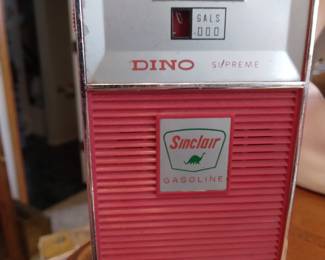 GALS
.000
DINO SUPREME
Sinclair
GASOLINE